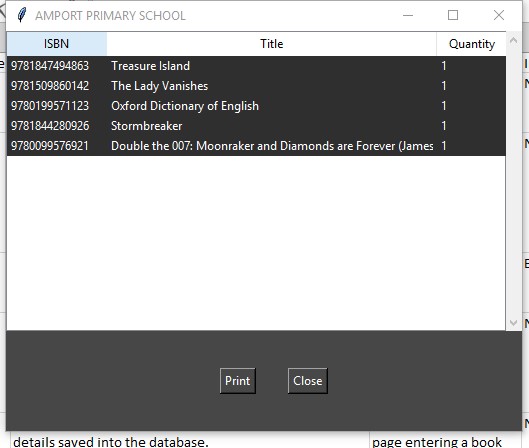 AMPORT PRIMARY SCHOOL
ISBN Title Quantity
9781847494863 Treasure Island 1
9781509860142 The Lady Vanishes 1
9780199571123 Oxford Dictionary of English 1
9781844280926 Stormbreaker 1
9780099576921 Double the 007: Moonraker and Diamonds are Forever (James 1
Print Close
details saved into the database. page entering a book